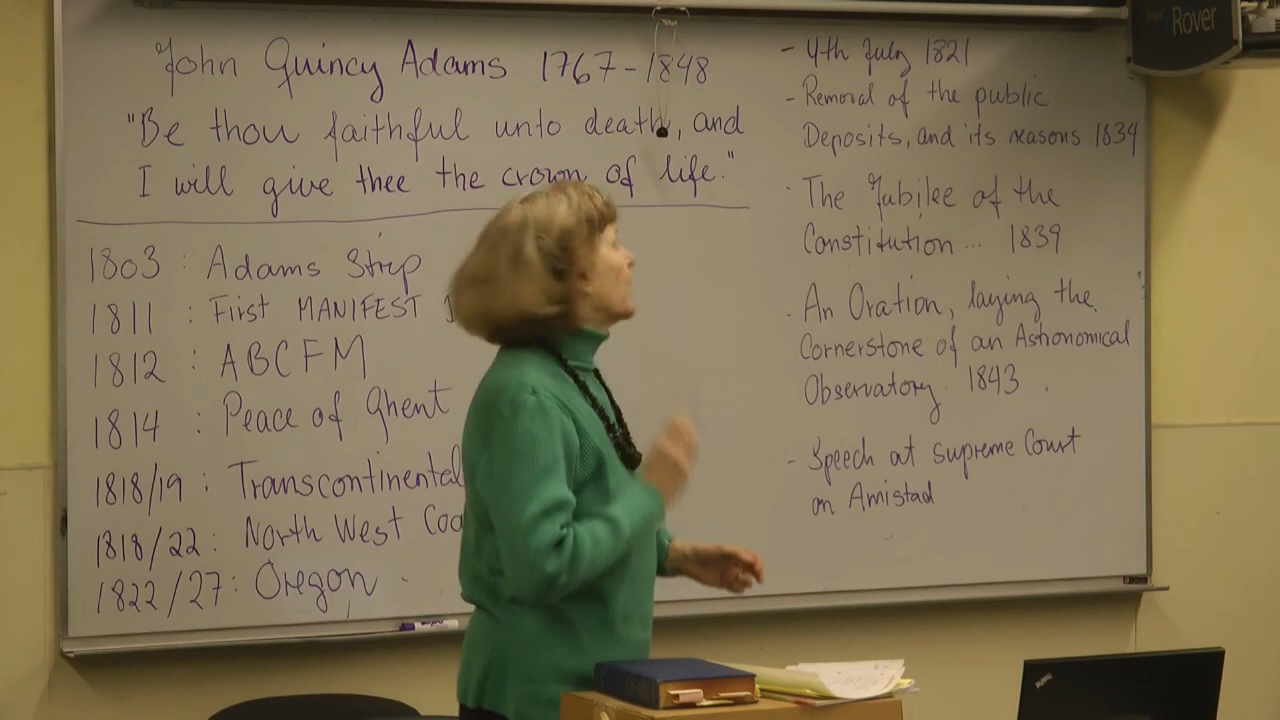 John Quincy Adams 1767-1848
"Be thou faithful unto death, and
I will give thee the crown of life."
1803 : Adams Strip
1811 : First MANIFEST
1812 : ABCFM
1814 : Peace of Ghent
1818/19 : Transcontinental
1818/22 : North West
1822/27 : Oregon
- 4th July 1821
- Removal of the public
Deposits, and its reasons 1834
The Jubilee of the
Constitution ... 1839
. An Oration, laying the
Cornerstone of an Astronomical
Observatory. 1843 .
- Speech at supreme Court
on Amistad
Rover